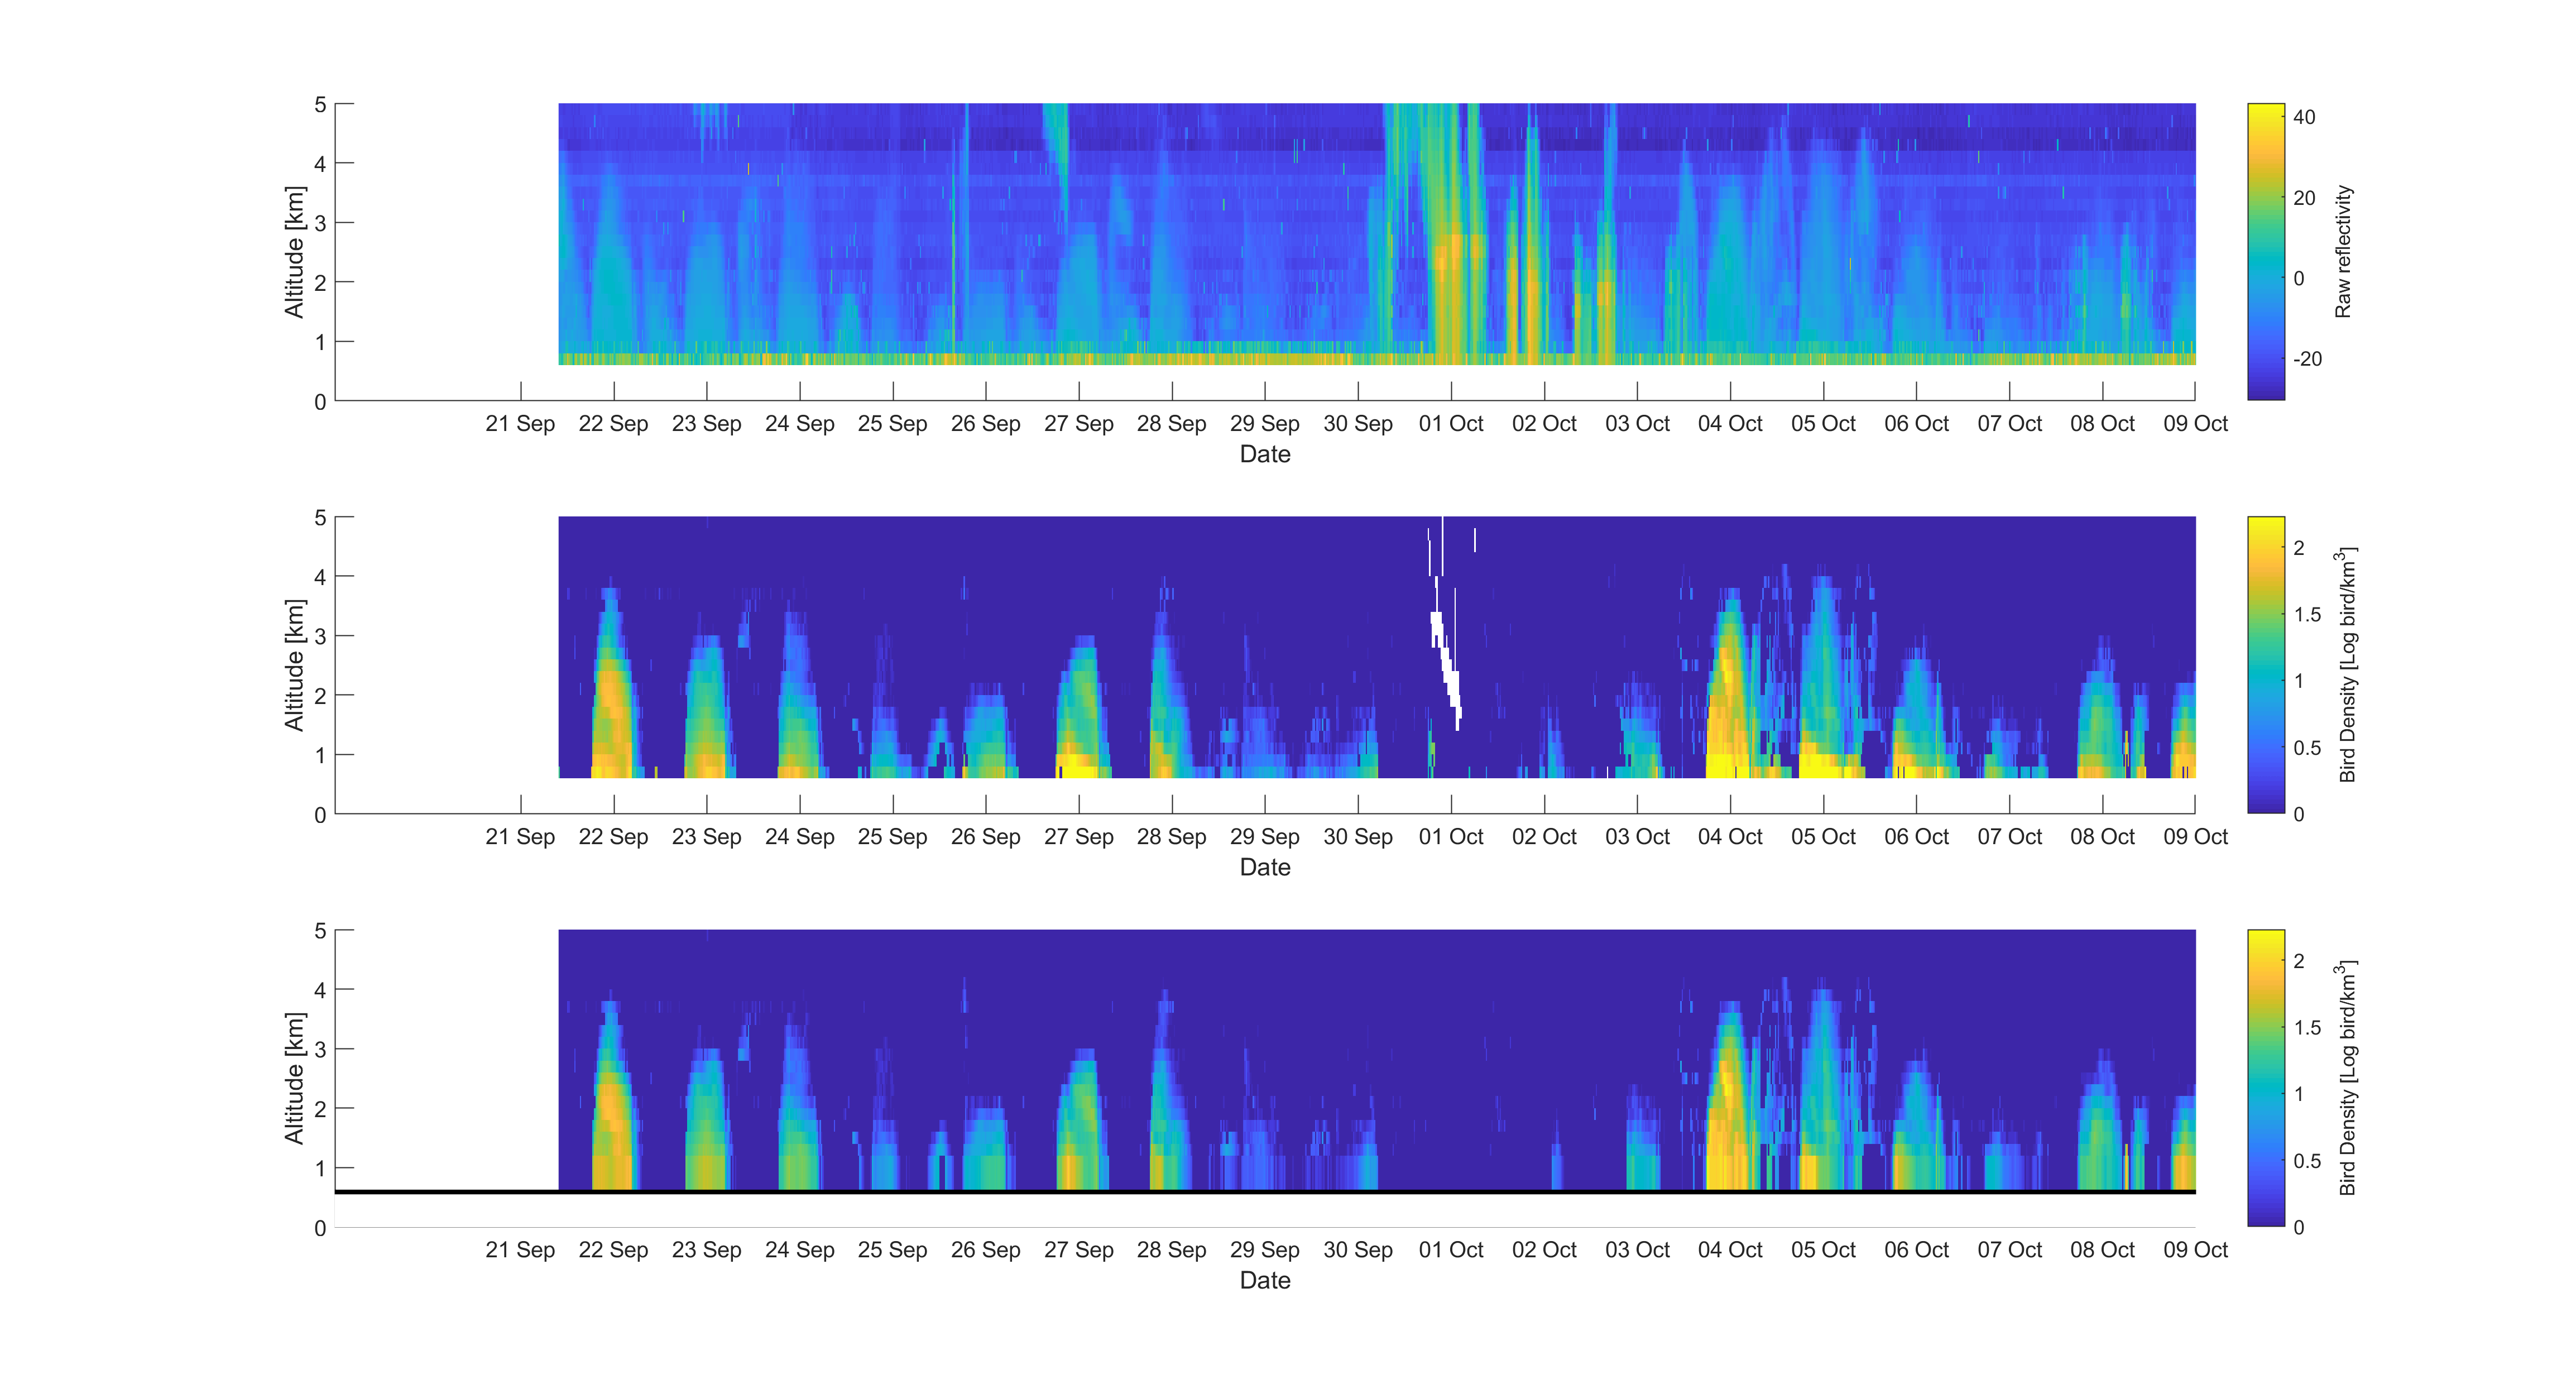 5
4
3
2
1
0
Altitude [km]
21 Sep 22 Sep 23 Sep 24 Sep 25 Sep 26 Sep 27 Sep 28 Sep 29 Sep 30 Sep 01 Oct 02 Oct 03 Oct 04 Oct 05 Oct 06 Oct 07 Oct 08 Oct 09 Oct
Date
40
20
0
-20
Raw reflectivity
5
4
3
2
1
0
Altitude [km]
21 Sep 22 Sep 23 Sep 24 Sep 25 Sep 26 Sep 27 Sep 28 Sep 29 Sep 30 Sep 01 Oct 02 Oct 03 Oct 04 Oct 05 Oct 06 Oct 07 Oct 08 Oct 09 Oct
Date
2
1.5
1
0.5
0
Bird Density [Log bird/km³]
5
4
3
2
1
0
Altitude [km]
21 Sep 22 Sep 23 Sep 24 Sep 25 Sep 26 Sep 27 Sep 28 Sep 29 Sep 30 Sep 01 Oct 02 Oct 03 Oct 04 Oct 05 Oct 06 Oct 07 Oct 08 Oct 09 Oct
Date
2
1.5
1
0.5
0
Bird Density [Log bird/km³]